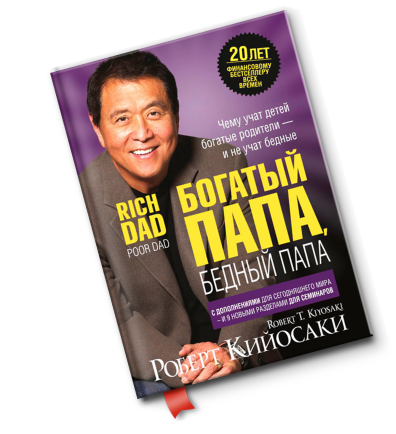 20 ЛЕТ
ФИНАНСОВОМУ
БЕСТСЕЛЛЕРУ
ВСЕХ
ВРЕМЕН
Чему учат детей
богатые родители —
и не учат бедные
RICH
DAD
POOR DAD
БОГАТЫЙ
ПАПА,
БЕДНЫЙ ПАПА
С ДОПОЛНЕНИЯМИ ДЛЯ СЕГОДНЯШНЕГО МИРА
– И 9 НОВЫМИ РАЗДЕЛАМИ ДЛЯ СЕМИНАРОВ
ROBERT T. KIYOSAKI
РОБЕРТ КИЙОСАКИ